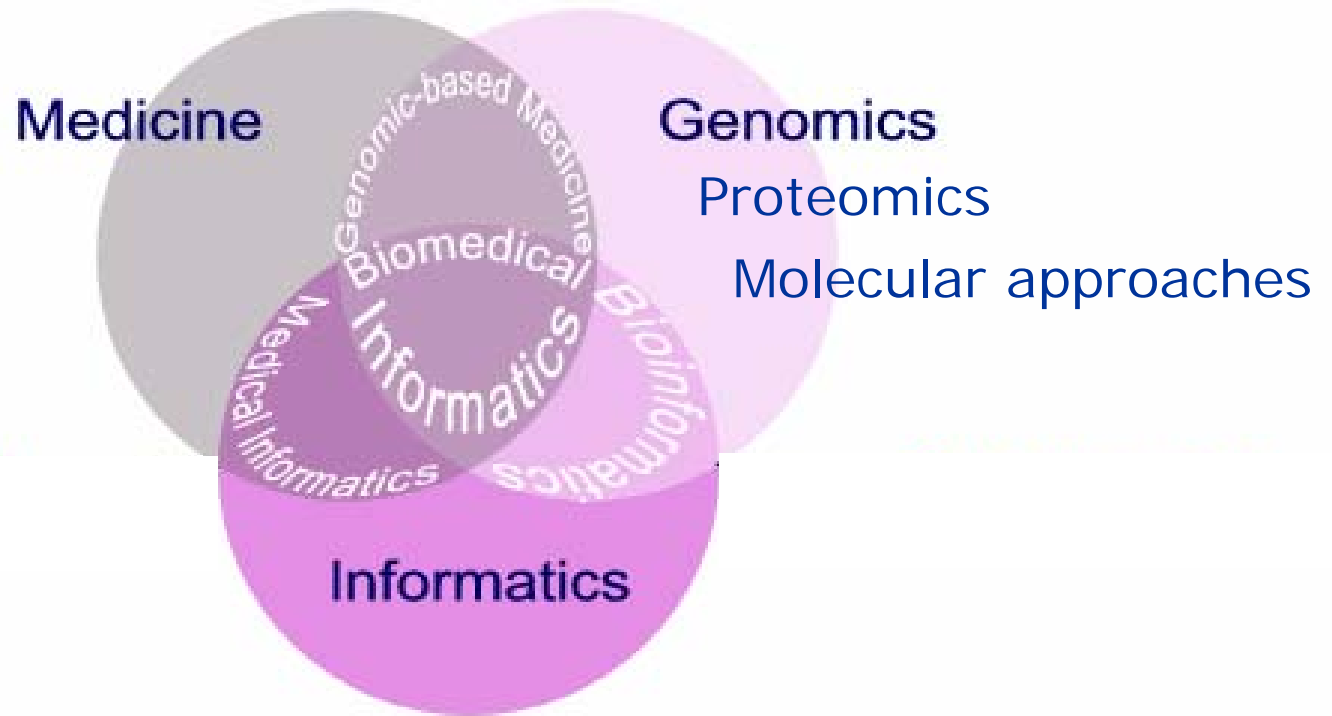 Medicine
Genomics
Proteomics
Molecular approaches
Genomic-based Medicine
Biomedical
Informatics
Medical Informatics
Bioinformatics
Informatics